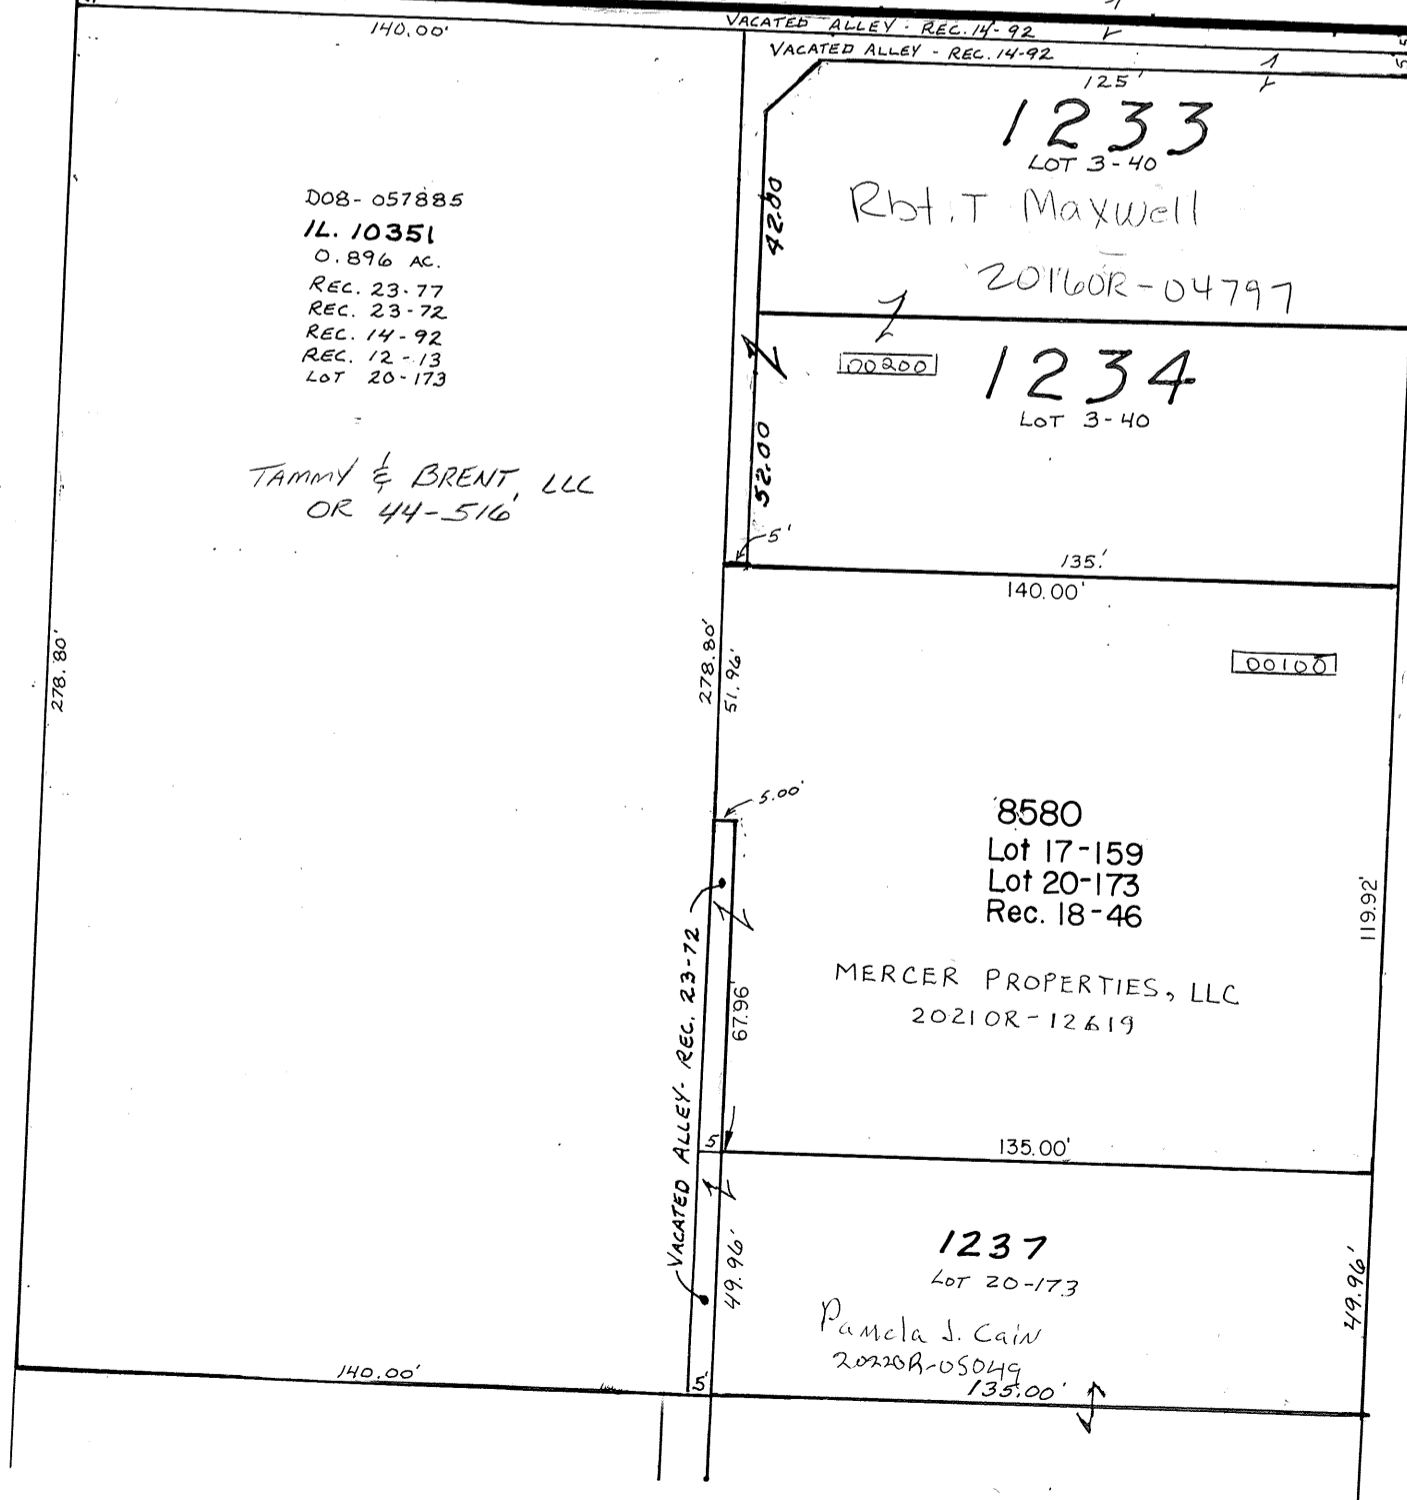 140.00'
VACATED ALLEY - REC. 14-92
VACATED ALLEY - REC. 14-92
125'
1233
LOT 3-40
Rbt. T Maxwell
20160R-04797
42.00
D08-057885
IL. 10351
0.896 AC.
REC. 23-77
REC. 23-72
REC. 14-92
REC. 12-13
LOT 20-173
TAMMY & BRENT, LLC
OR 44-516
00200
1234
LOT 3-40
52.00
5'
135.'
140.00'
278.80'
278.80'
51.96'
00100
5.00'
8580
Lot 17-159
Lot 20-173
Rec. 18-46
MERCER PROPERTIES, LLC
20210R-12619
119.92'
VACATED ALLEY- REC. 23-72
67.96'
5
135.00'
1237
LOT 20-173
Pamela J. Cain
20220R-05049
49.96'
49.96'
140.00'
5'
135.00'